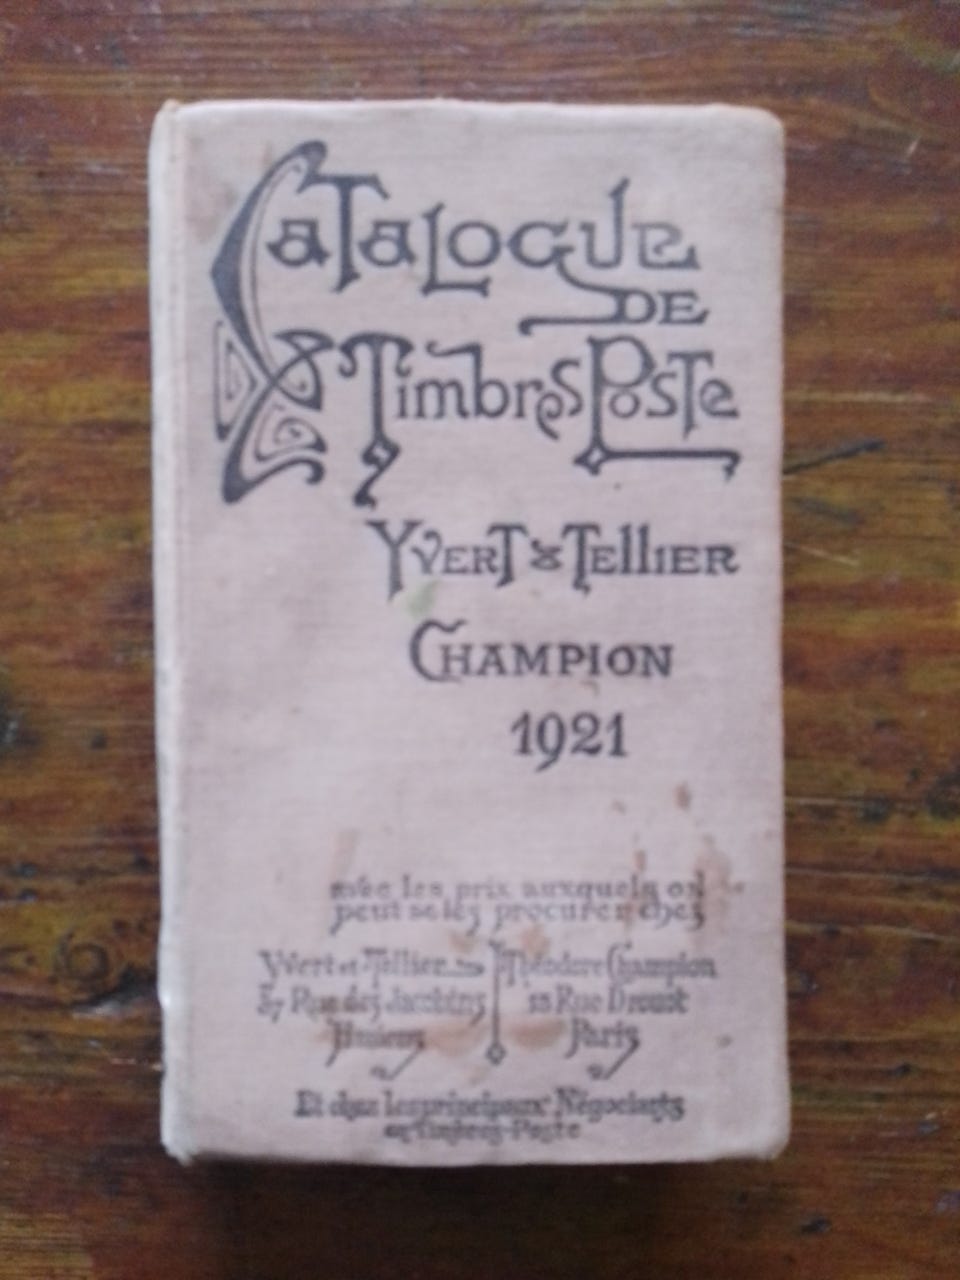 Catalogue
DE
Timbres Poste
Yvert & Tellier
Champion
1921
avec les prix auxquels on
peut se les procurer chez
Yvert et Tellier
37 Rue des Jacobins
Amiens
Théodore Champion
13 Rue Drouot
Paris
Et chez les principaux Négociants
en Timbres-Poste